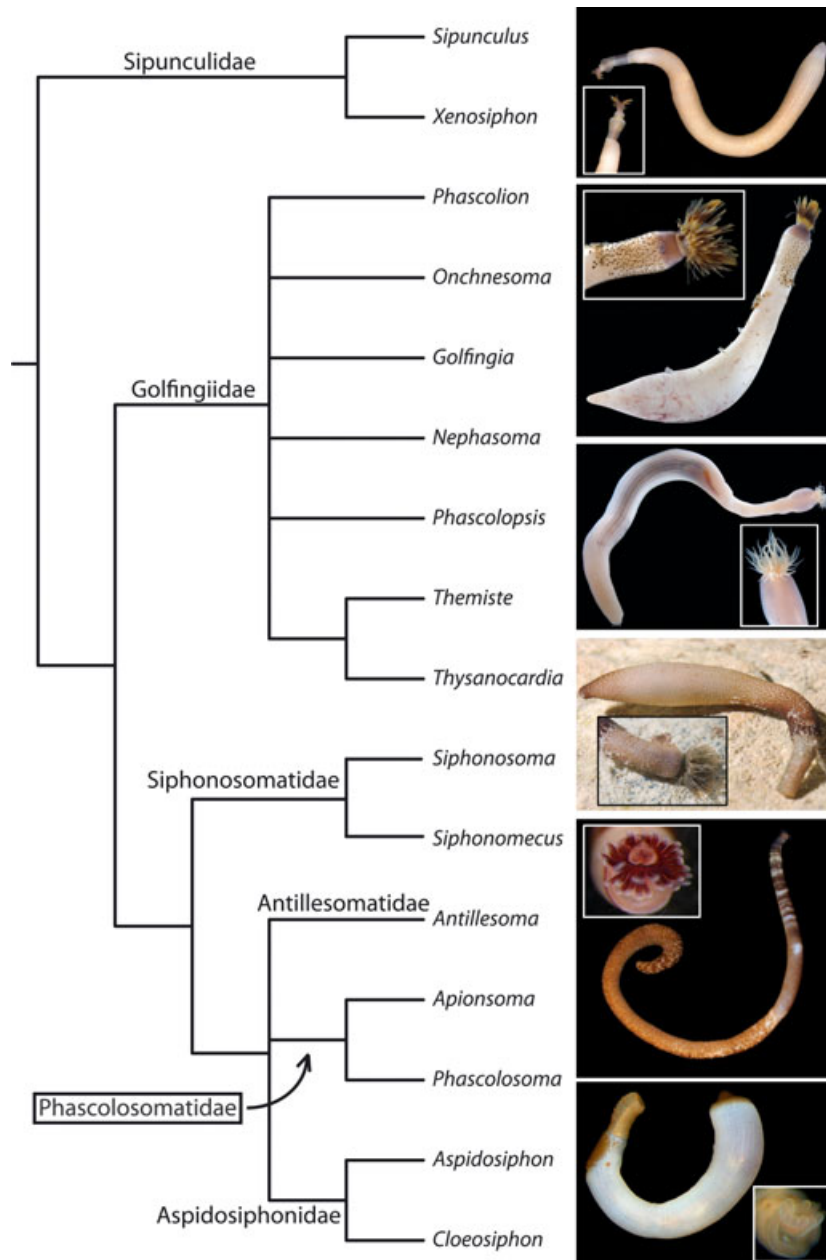 Sipunculus
Sipunculidae
Xenosiphon
Phascolion
Onchnesoma
Golfingia
Golfingiidae
Nephasoma
Phascolopsis
Themiste
Thysanocardia
Siphonosoma
Siphonosomatidae
Siphonomecus
Antillesomatidae
Antillesoma
Apionsoma
Phascolosoma
Phascolosomatidae
Aspidosiphon
Aspidosiphonidae
Cloeosiphon